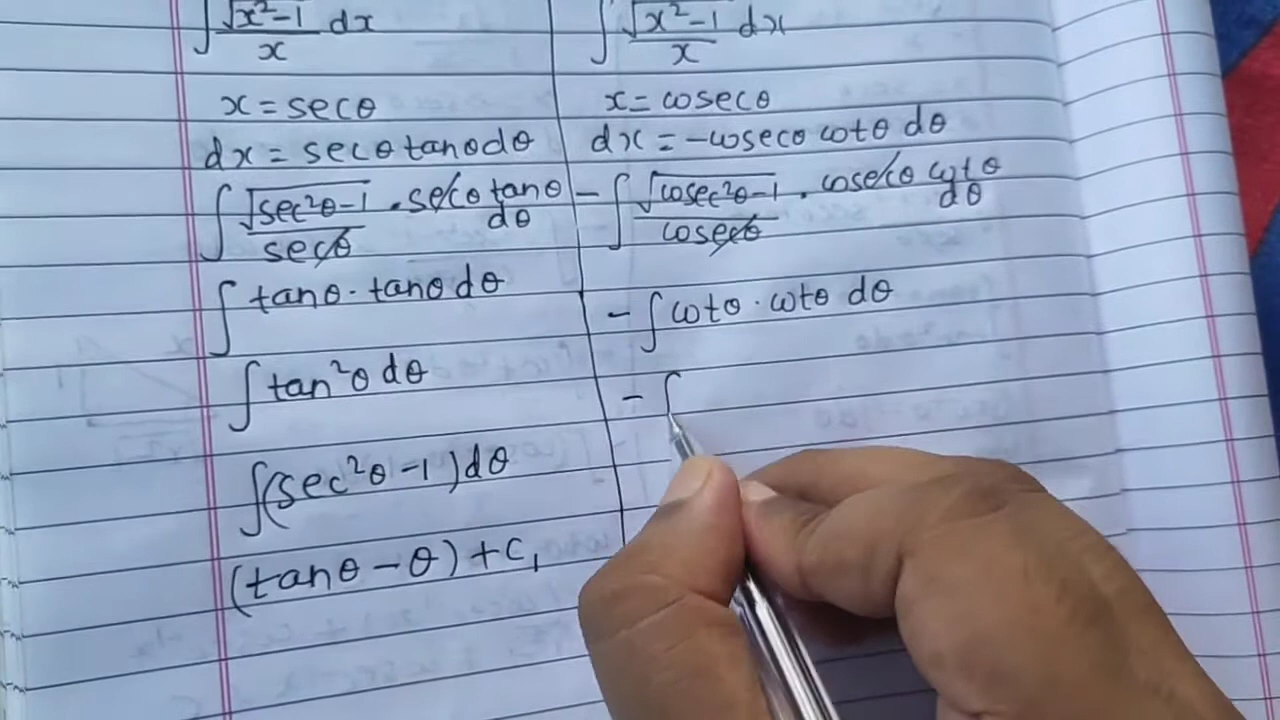 ∫ √(x²-1)/x dx
x = secθ
dx = secθ tanθ dθ
∫ √(sec²θ-1)/secθ · secθ tanθ dθ
∫ tanθ · tanθ dθ
∫ tan²θ dθ
∫(sec²θ - 1)dθ
(tanθ - θ) + c₁
∫ √(x²-1)/x dx
x = cosecθ
dx = -cosecθ cotθ dθ
-∫ √(cosec²θ-1)/cosecθ · cosecθ cotθ dθ
-∫ cotθ · cotθ dθ
-∫